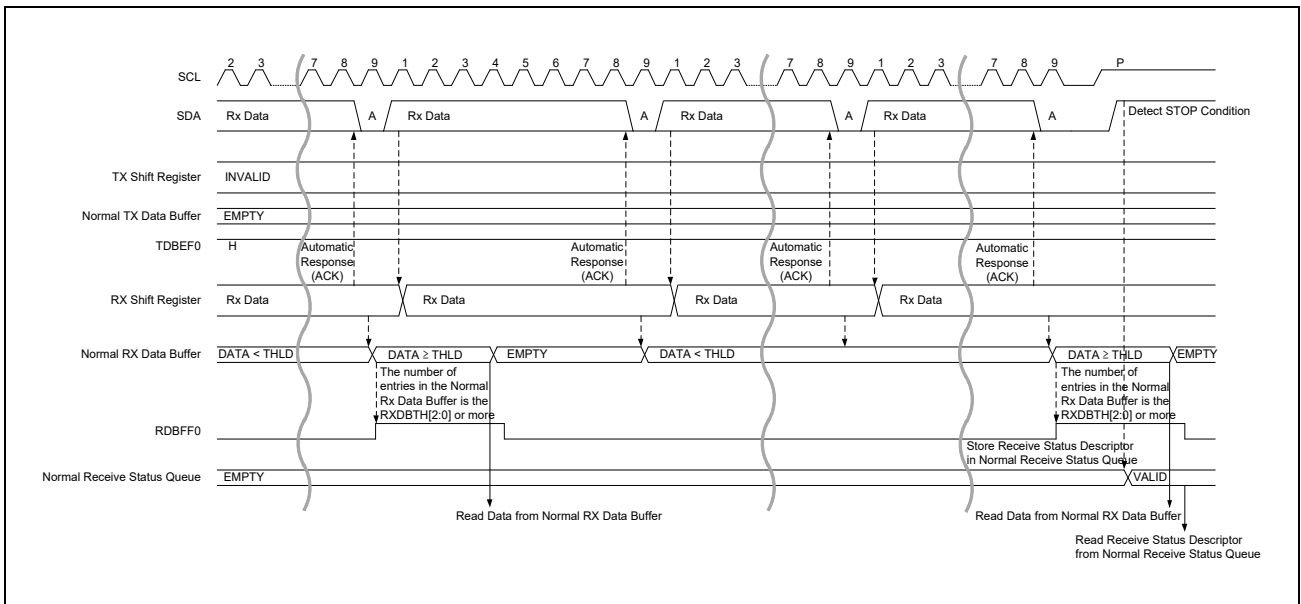 SCL 2 3 7 8 9 1 2 3 4 5 6 7 8 9 1 2 3 7 8 9 1 2 3 7 8 9 P
SDA Rx Data A Rx Data A Rx Data A Rx Data A Detect STOP Condition
TX Shift Register INVALID
Normal TX Data Buffer EMPTY
TDBEF0 H
Automatic
Response
(ACK)
Automatic
Response
(ACK)
Automatic
Response
(ACK)
Automatic
Response
(ACK)
RX Shift Register Rx Data Rx Data Rx Data Rx Data
Normal RX Data Buffer DATA < THLD DATA ≥ THLD EMPTY DATA < THLD DATA ≥ THLD EMPTY
The number of
entries in the Normal
Rx Data Buffer is the
RXDBTH[2:0] or more
The number of
entries in the Normal
Rx Data Buffer is the
RXDBTH[2:0] or more
RDBFF0
Store Receive Status Descriptor
in Normal Receive Status Queue
Normal Receive Status Queue EMPTY VALID
Read Data from Normal RX Data Buffer
Read Data from Normal RX Data Buffer
Read Receive Status Descriptor
from Normal Receive Status Queue